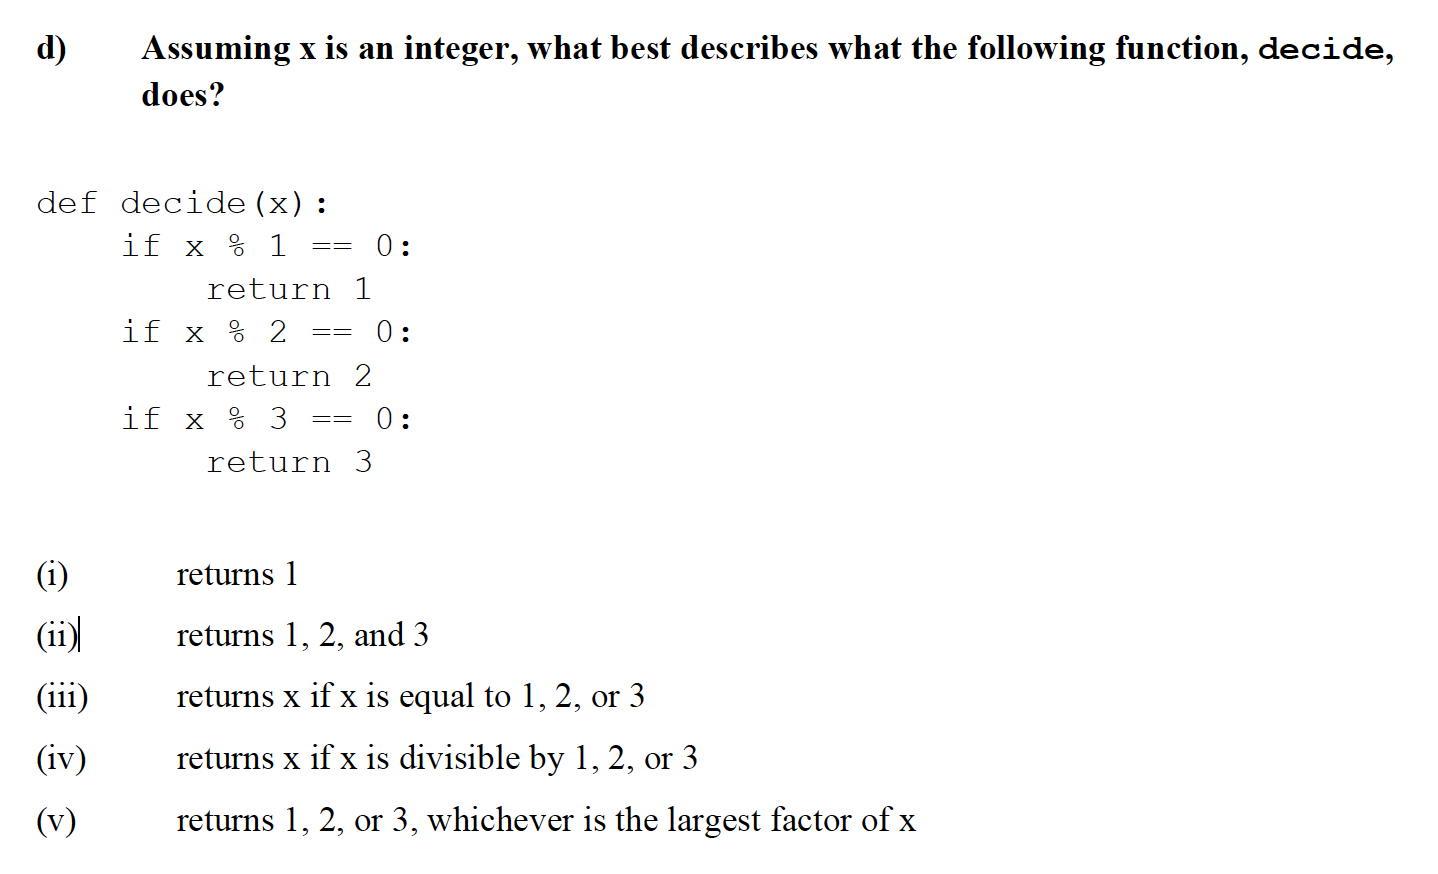 d) Assuming x is an integer, what best describes what the following function, decide,
does?
def decide(x):
    if x % 1 == 0:
        return 1
    if x % 2 == 0:
        return 2
    if x % 3 == 0:
        return 3
(i) returns 1
(ii) returns 1, 2, and 3
(iii) returns x if x is equal to 1, 2, or 3
(iv) returns x if x is divisible by 1, 2, or 3
(v) returns 1, 2, or 3, whichever is the largest factor of x